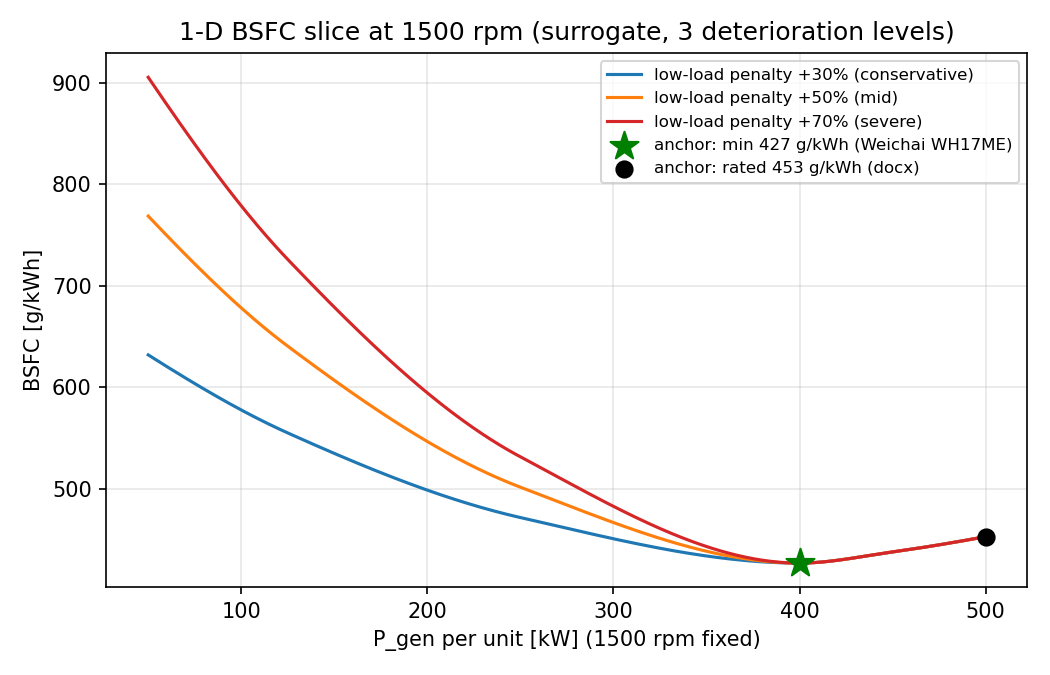 1-D BSFC slice at 1500 rpm (surrogate, 3 deterioration levels)
low-load penalty +30% (conservative)
low-load penalty +50% (mid)
low-load penalty +70% (severe)
anchor: min 427 g/kWh (Weichai WH17ME)
anchor: rated 453 g/kWh (docx)
BSFC [g/kWh]
900
800
700
600
500
100 200 300 400 500
P_gen per unit [kW] (1500 rpm fixed)